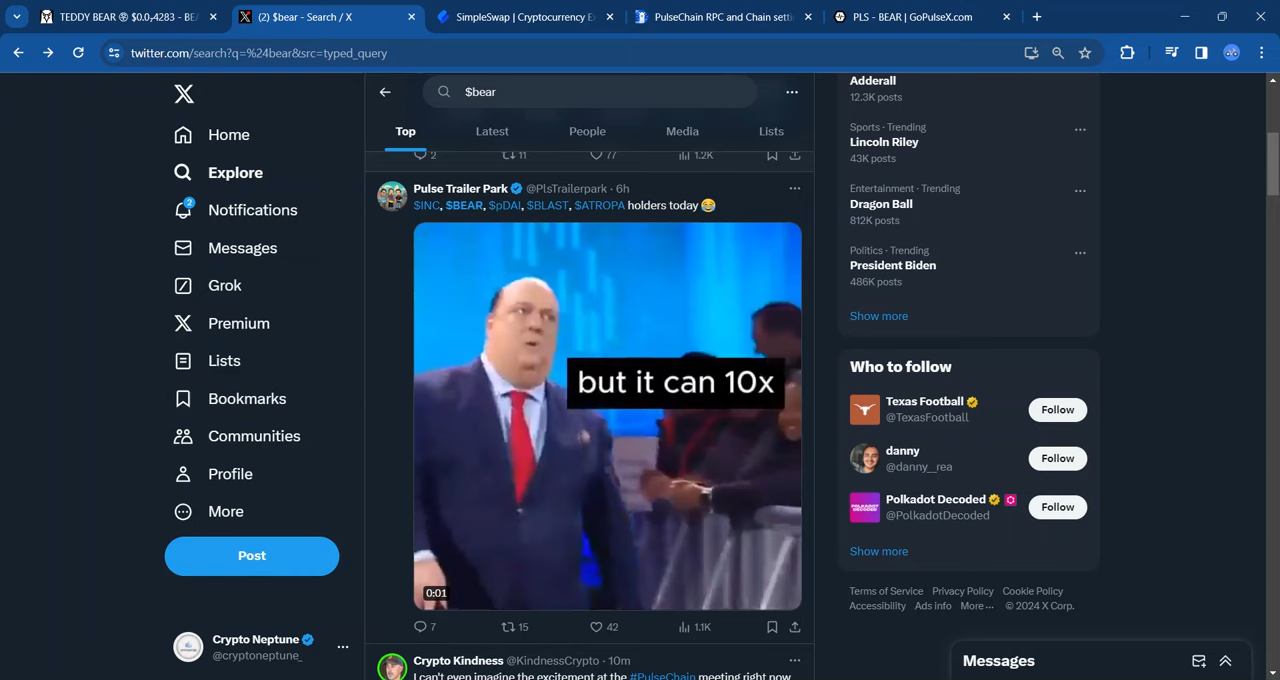 TEDDY BEAR
(2) $bear - Search / X
SimpleSwap | Cryptocurrency E
PulseChain RPC and Chain setti
PLS - BEAR | GoPulseX.com
twitter.com/search?q=%24bear&src=typed_query
$bear
Top
Latest
People
Media
Lists
Home
Explore
2
Notifications
Messages
Grok
Premium
Lists
Bookmarks
Communities
Profile
More
Post
Crypto Neptune
@cryptoneptune_
2
11
77
1.2K
Pulse Trailer Park @PlsTrailerpark · 6h
$INC, $BEAR, $pDAI, $BLAST, $ATROPA holders today 😂
but it can 10x
0:01
7
15
42
1.1K
Crypto Kindness @KindnessCrypto · 10m
I can't even imagine the excitement at the #PulseChain meeting right now
Adderall
12.3K posts
Sports · Trending
Lincoln Riley
43K posts
Entertainment · Trending
Dragon Ball
812K posts
Politics · Trending
President Biden
486K posts
Show more
Who to follow
Texas Football
@TexasFootball
Follow
danny
@danny__rea
Follow
Polkadot Decoded
@PolkadotDecoded
Follow
Show more
Terms of Service Privacy Policy Cookie Policy
Accessibility Ads info More ··· © 2024 X Corp.
Messages